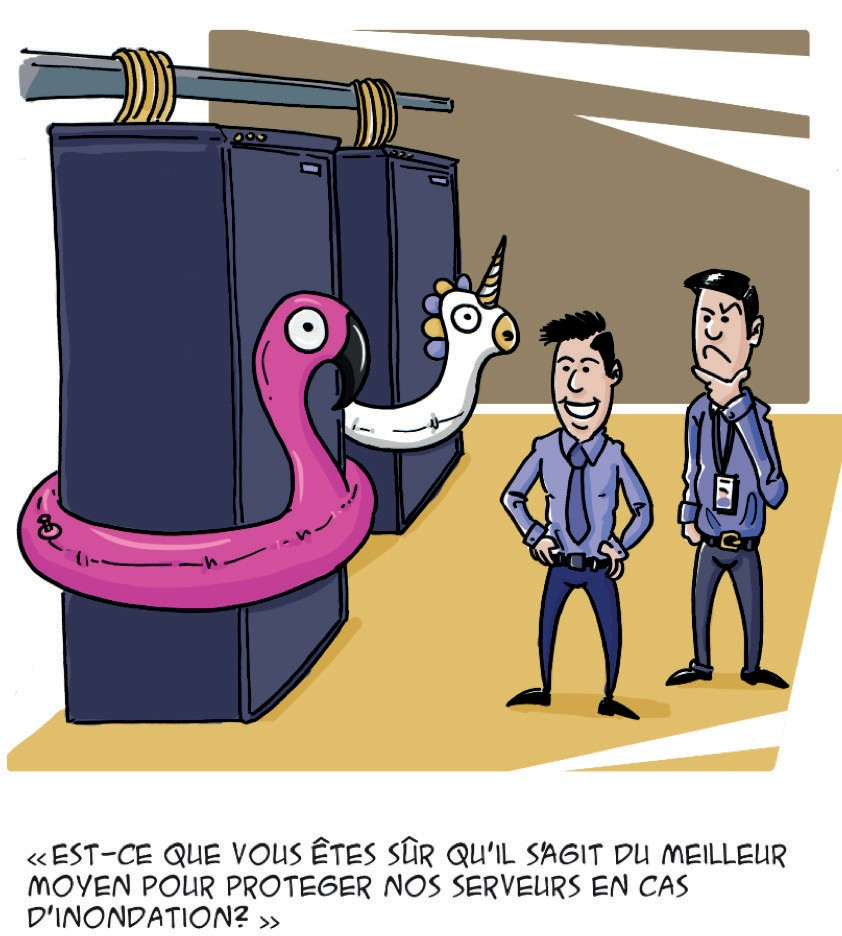 «EST-CE QUE VOUS ÊTES SÛR QU'IL S'AGIT DU MEILLEUR
MOYEN POUR PROTEGER NOS SERVEURS EN CAS
D'INONDATION? »